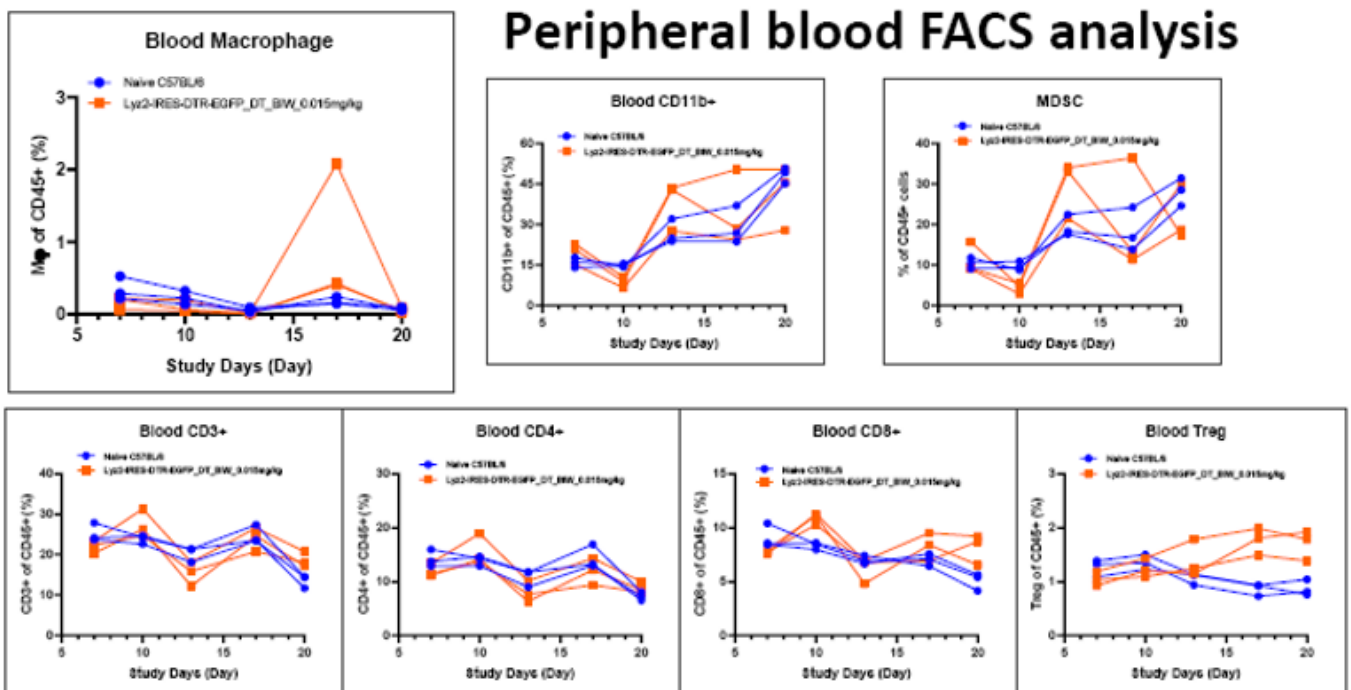 Peripheral blood FACS analysis
Blood Macrophage
Naive C57BL/6
Lyz2-IRES-DTR-EGFP_DT_BIW_0.015mg/kg
Mφ of CD45+ (%)
3
2
1
0
5 10 15 20
Study Days (Day)
Blood CD11b+
Naive C57BL/6
Lyz2-IRES-DTR-EGFP_DT_BIW_0.015mg/kg
CD11b+ of CD45+ (%)
60
45
30
15
0
5 10 15 20
Study Days (Day)
MDSC
Naive C57BL/6
Lyz2-IRES-DTR-EGFP_DT_BIW_0.015mg/kg
% of CD45+ cells
40
30
20
10
0
5 10 15 20
Study Days (Day)
Blood CD3+
Naive C57BL/6
Lyz2-IRES-DTR-EGFP_DT_BIW_0.015mg/kg
CD3+ of CD45+ (%)
40
30
20
10
0
5 10 15 20
Study Days (Day)
Blood CD4+
Naive C57BL/6
Lyz2-IRES-DTR-EGFP_DT_BIW_0.015mg/kg
CD4+ of CD45+ (%)
30
20
10
0
5 10 15 20
Study Days (Day)
Blood CD8+
Naive C57BL/6
Lyz2-IRES-DTR-EGFP_DT_BIW_0.015mg/kg
CD8+ of CD45+ (%)
15
10
5
0
5 10 15 20
Study Days (Day)
Blood Treg
Naive C57BL/6
Lyz2-IRES-DTR-EGFP_DT_BIW_0.015mg/kg
Treg of CD45+ (%)
3
2
1
0
5 10 15 20
Study Days (Day)